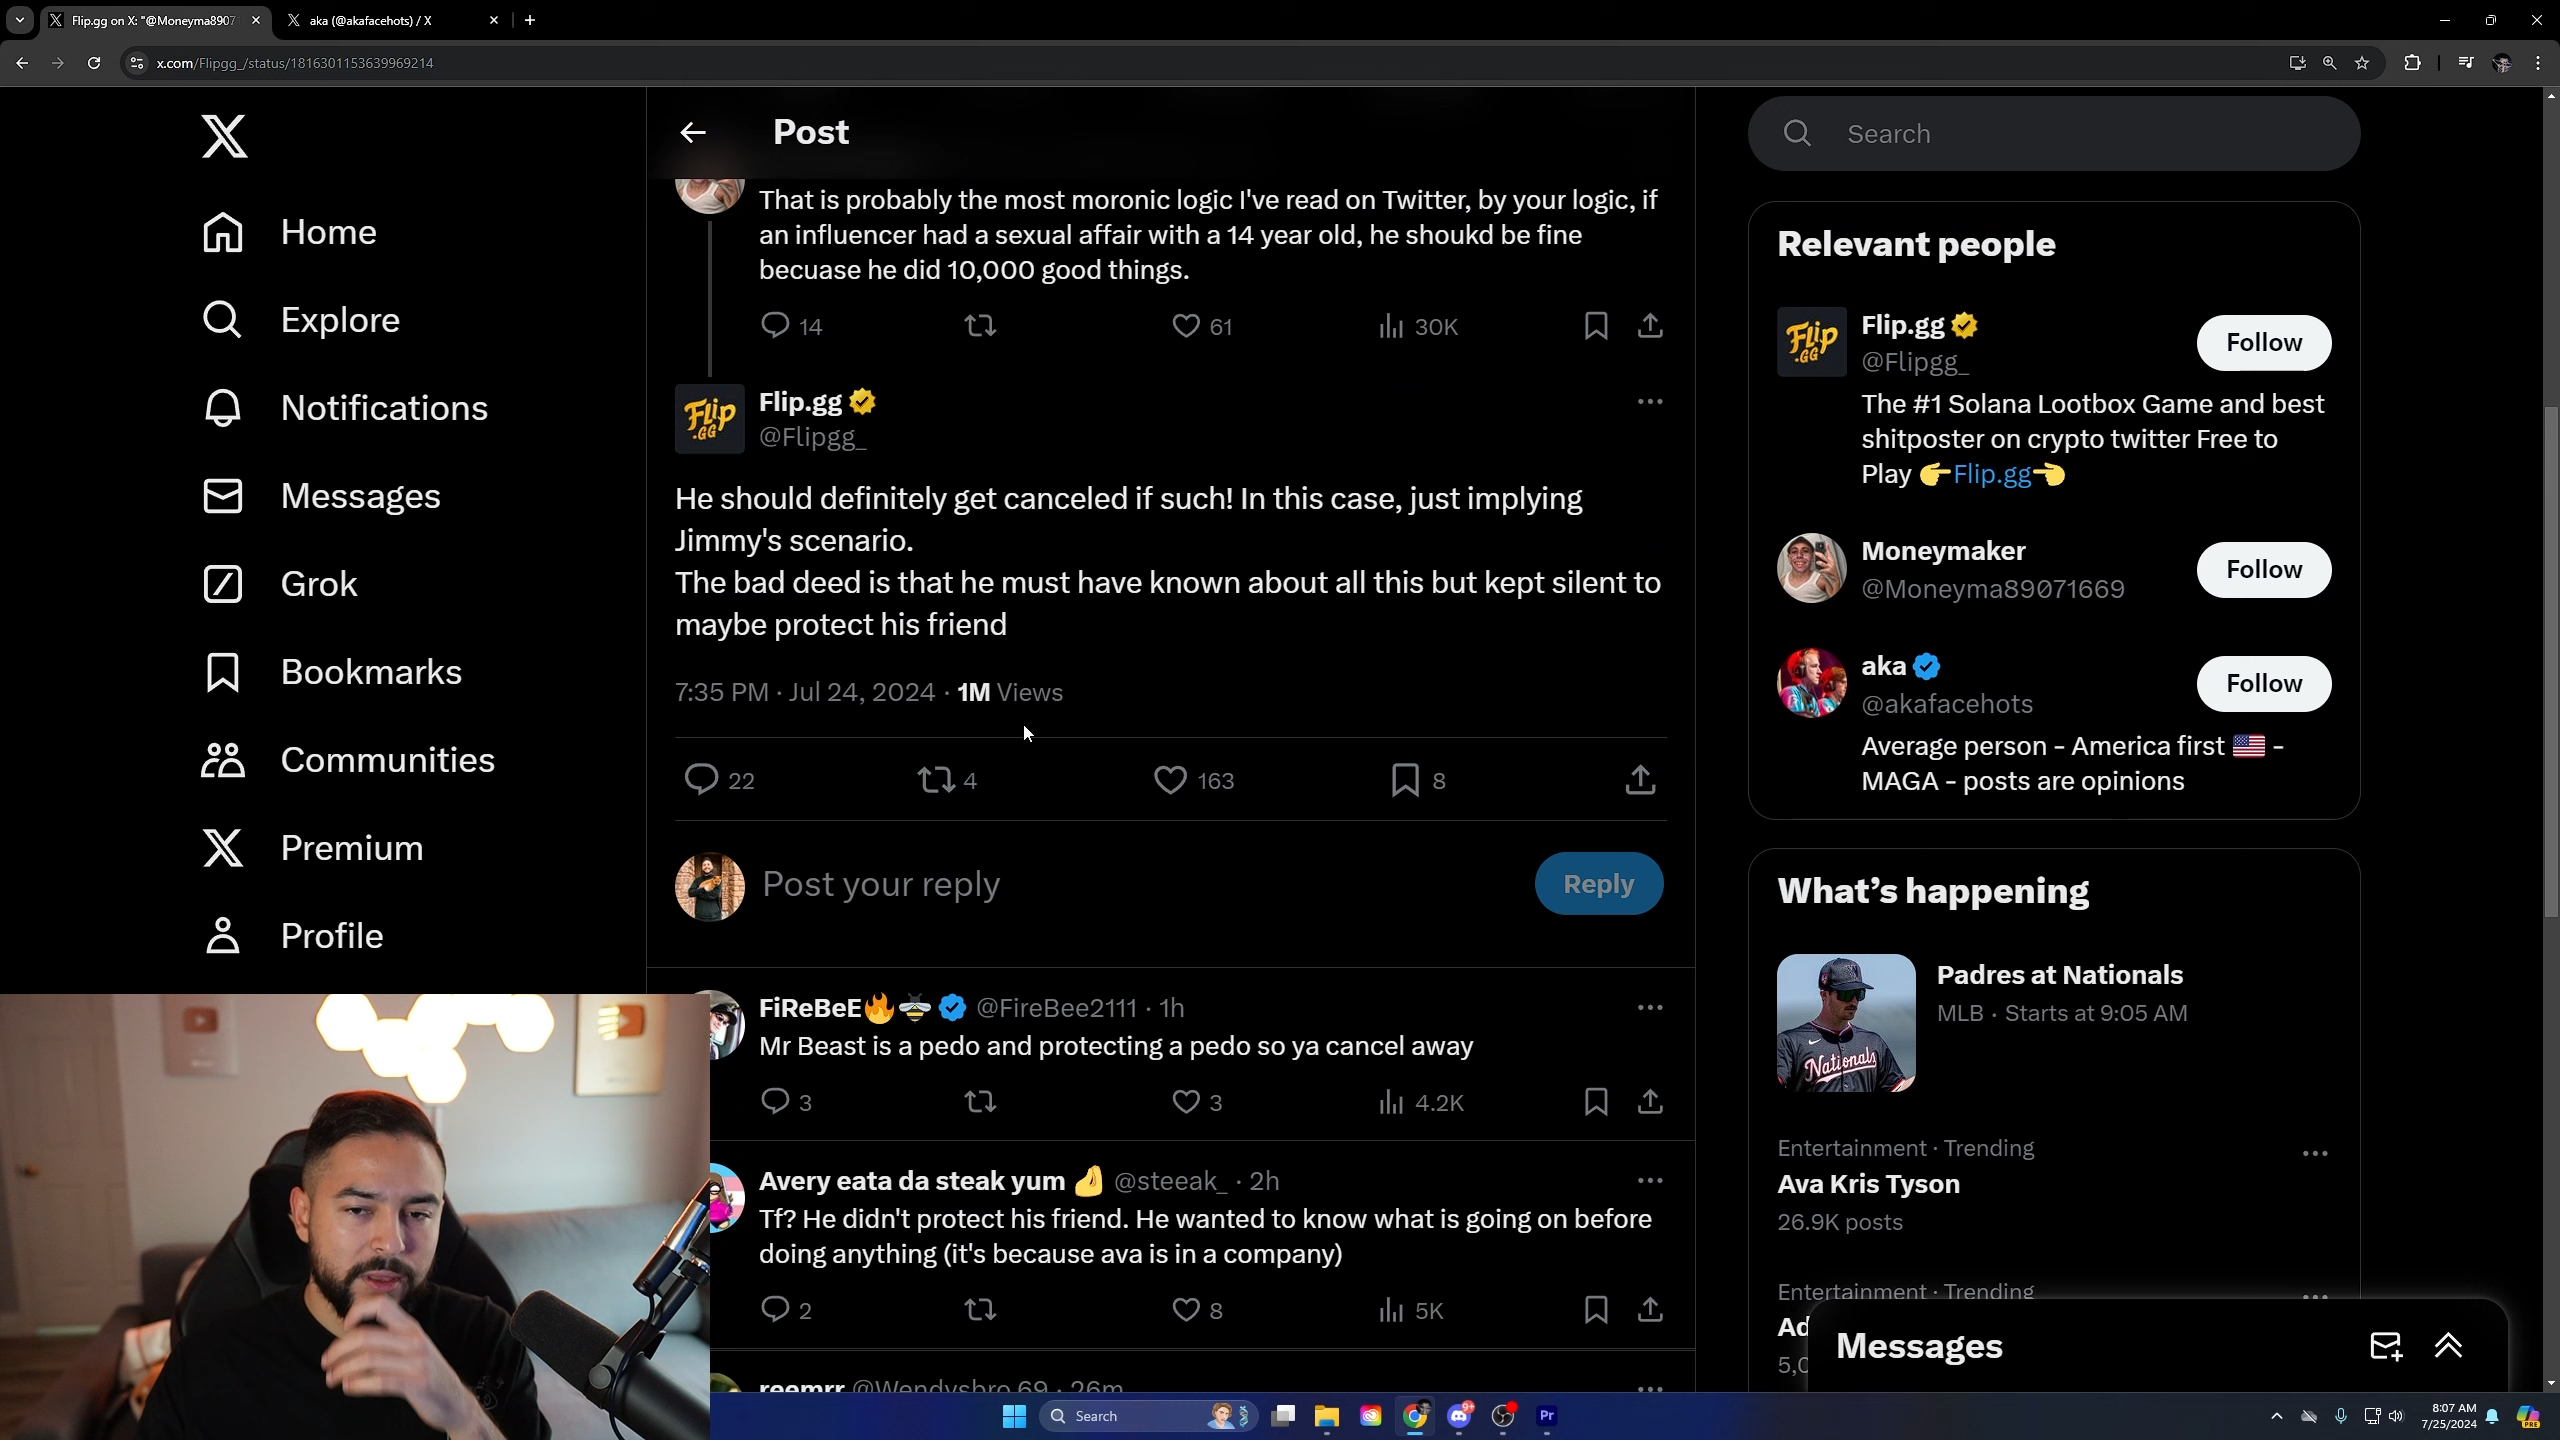 Flip.gg on X: "@Moneyma8907
aka (@akafacehots) / X
x.com/Flipgg_/status/1816301153639969214
Home
Explore
Notifications
Messages
Grok
Bookmarks
Communities
Premium
Profile
Post
That is probably the most moronic logic I've read on Twitter, by your logic, if
an influencer had a sexual affair with a 14 year old, he shoukd be fine
becuase he did 10,000 good things.
14 61 30K
Flip.gg
@Flipgg_
He should definitely get canceled if such! In this case, just implying
Jimmy's scenario.
The bad deed is that he must have known about all this but kept silent to
maybe protect his friend
7:35 PM · Jul 24, 2024 · 1M Views
22 4 163 8
Post your reply
Reply
FiReBeE🔥🐝 @FireBee2111 · 1h
Mr Beast is a pedo and protecting a pedo so ya cancel away
3 3 4.2K
Avery eata da steak yum @steeak_ · 2h
Tf? He didn't protect his friend. He wanted to know what is going on before
doing anything (it's because ava is in a company)
2 8 5K
reemrr @Wendysbro69 · 26m
Search
Relevant people
Flip.gg
@Flipgg_
Follow
The #1 Solana Lootbox Game and best
shitposter on crypto twitter Free to
Play 👉Flip.gg👈
Moneymaker
@Moneyma89071669
Follow
aka
@akafacehots
Follow
Average person - America first 🇺🇸 -
MAGA - posts are opinions
What's happening
Padres at Nationals
MLB · Starts at 9:05 AM
Nationals
Entertainment · Trending
Ava Kris Tyson
26.9K posts
Entertainment · Trending
Ad
5,0
Messages
Search
9+
Pr
8:07 AM
7/25/2024
PRE